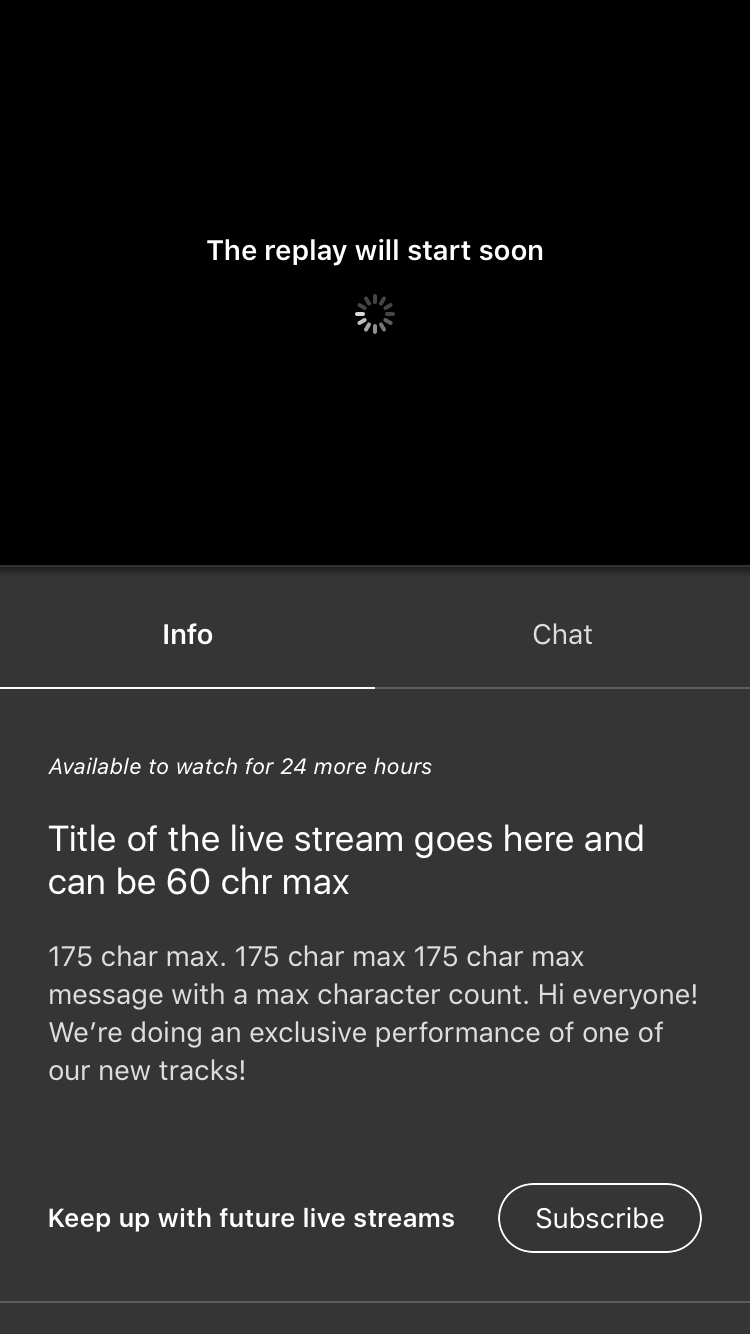 The replay will start soon
Info
Chat
Available to watch for 24 more hours
Title of the live stream goes here and
can be 60 chr max
175 char max. 175 char max 175 char max
message with a max character count. Hi everyone!
We’re doing an exclusive performance of one of
our new tracks!
Keep up with future live streams
Subscribe